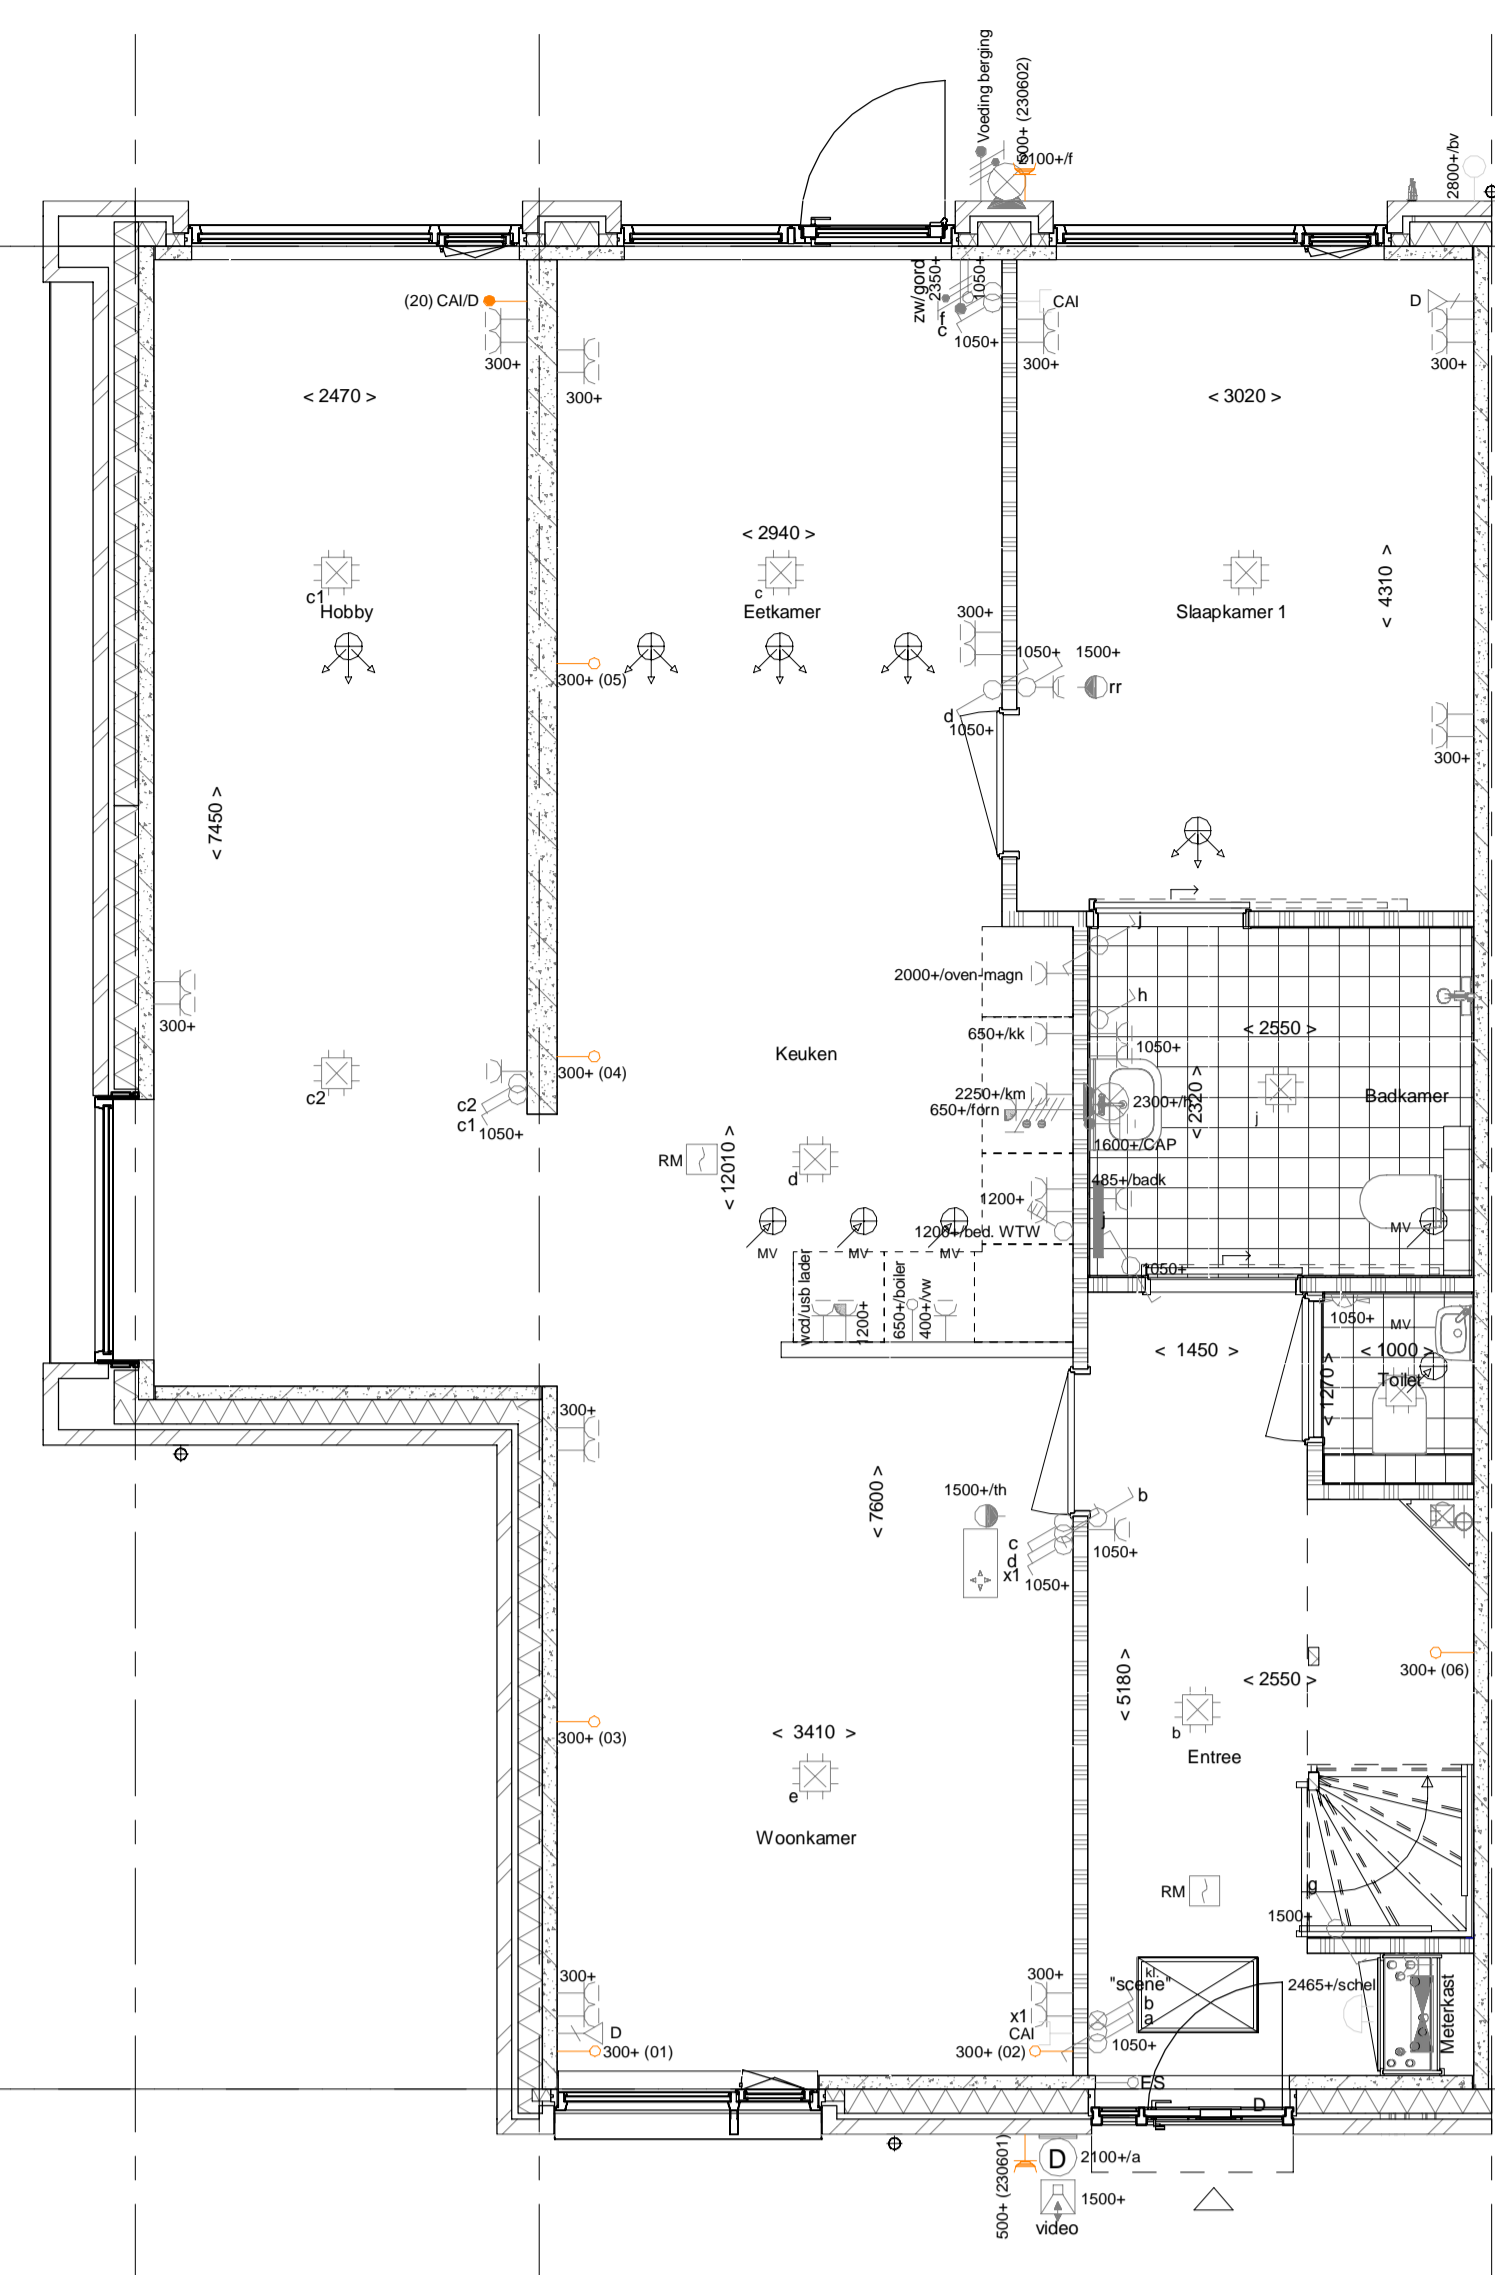 Voeding berging
500+ (230602)
2100+/f
2800+/bv
(20) CAI/D
300+
300+
zw/gord
2350+
1050+
f
c
1050+
CAI
300+
D
300+
< 2470 >
< 3020 >
< 2940 >
< 4310 >
c1
Hobby
c
Eetkamer
Slaapkamer 1
300+
1050+
1500+
rr
300+ (05)
d
1050+
300+
< 7450 >
j
2000+/oven-magn
h
300+
650+/kk
1050+
< 2550 >
Keuken
300+ (04)
c2
c2
c1
1050+
2250+/km
650+/forn
2300+/h
< 2320 >
Badkamer
j
1600+/CAP
RM
d
< 12010 >
485+/badk
1200+
1200+/bed. WTW
j
MV
MV
MV
MV
1050+
wcd/usb lader
1200+
650+/boiler
400+/vw
1050+
MV
< 1450 >
< 1000 >
< 1270 >
Toilet
300+
< 7600 >
1500+/th
b
c
d
x1
1050+
1050+
< 5180 >
< 2550 >
300+ (06)
300+ (03)
< 3410 >
b
Entree
e
Woonkamer
RM
g
1500+
300+
300+
kl.
"scene"
2465+/schel
b
a
x1
D
CAI
1050+
300+ (01)
300+ (02)
Meterkast
ES
D
500+ (230601)
D
2100+/a
1500+
video